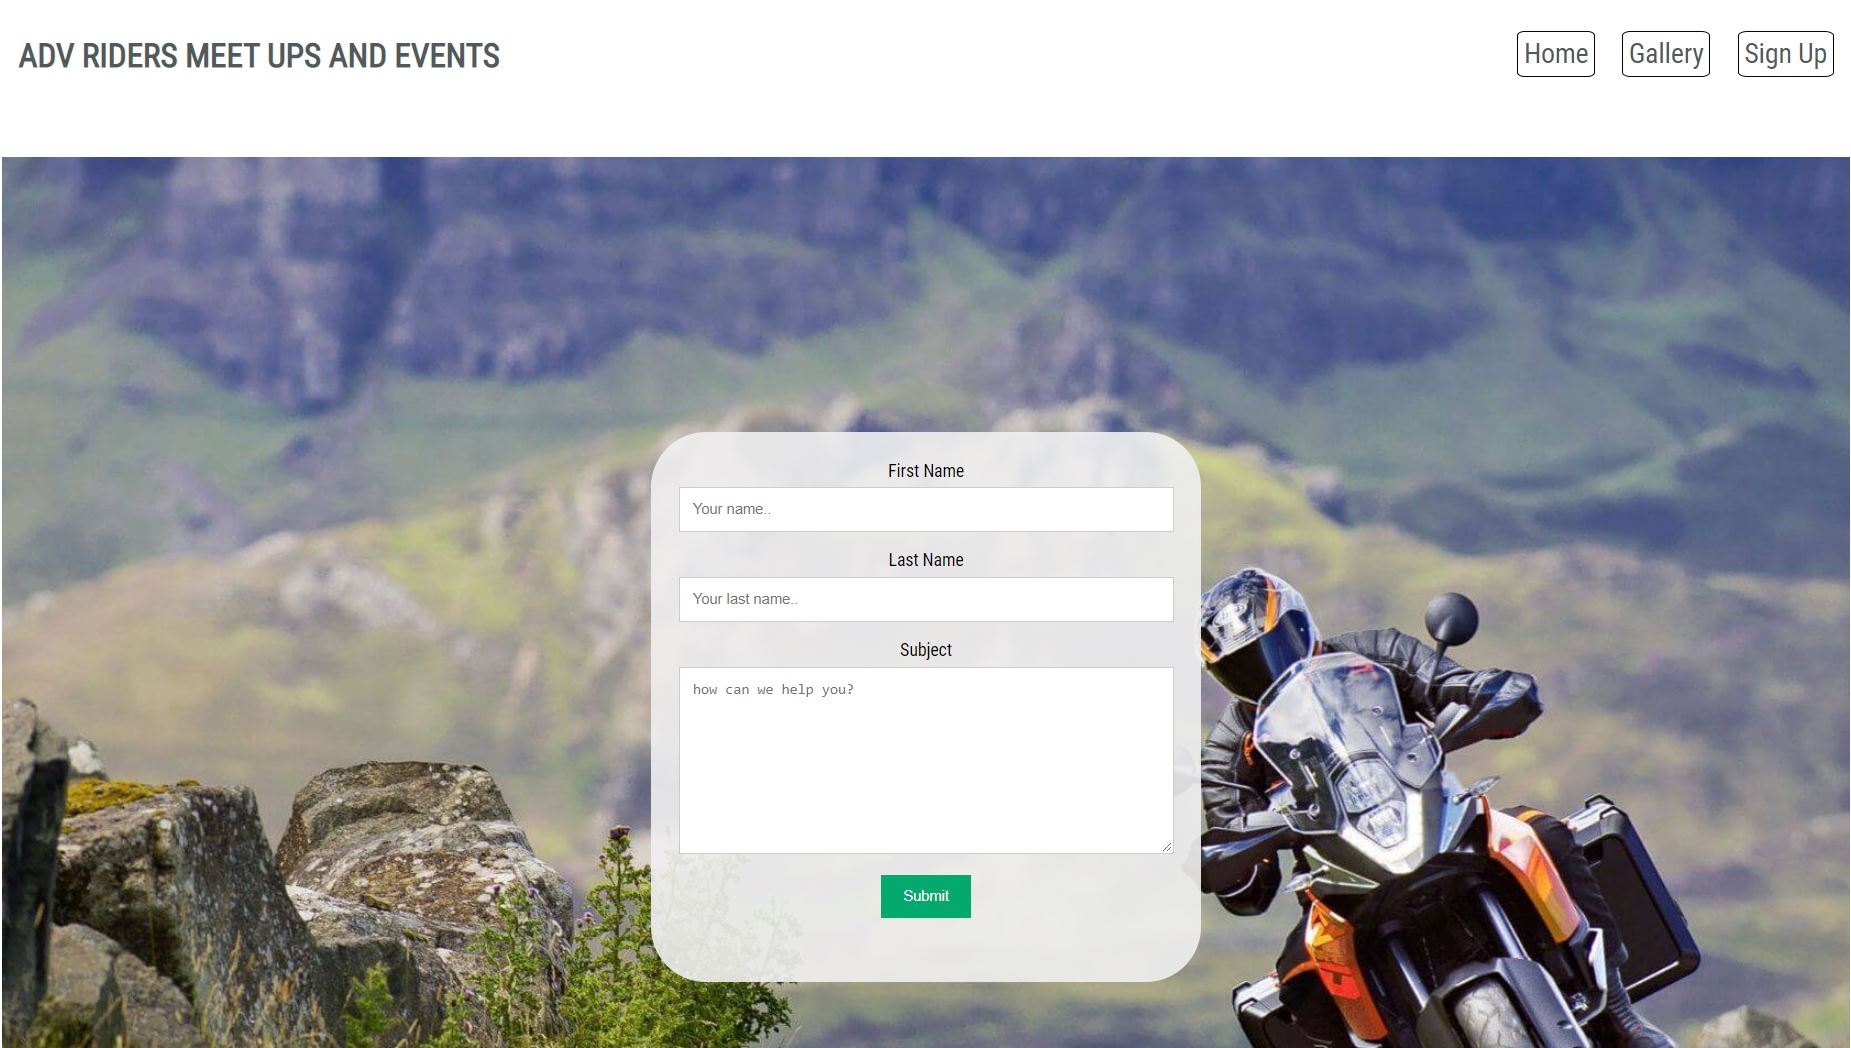 ADV RIDERS MEET UPS AND EVENTS
Home Gallery Sign Up
First Name
Your name..
Last Name
Your last name..
Subject
how can we help you?
Submit